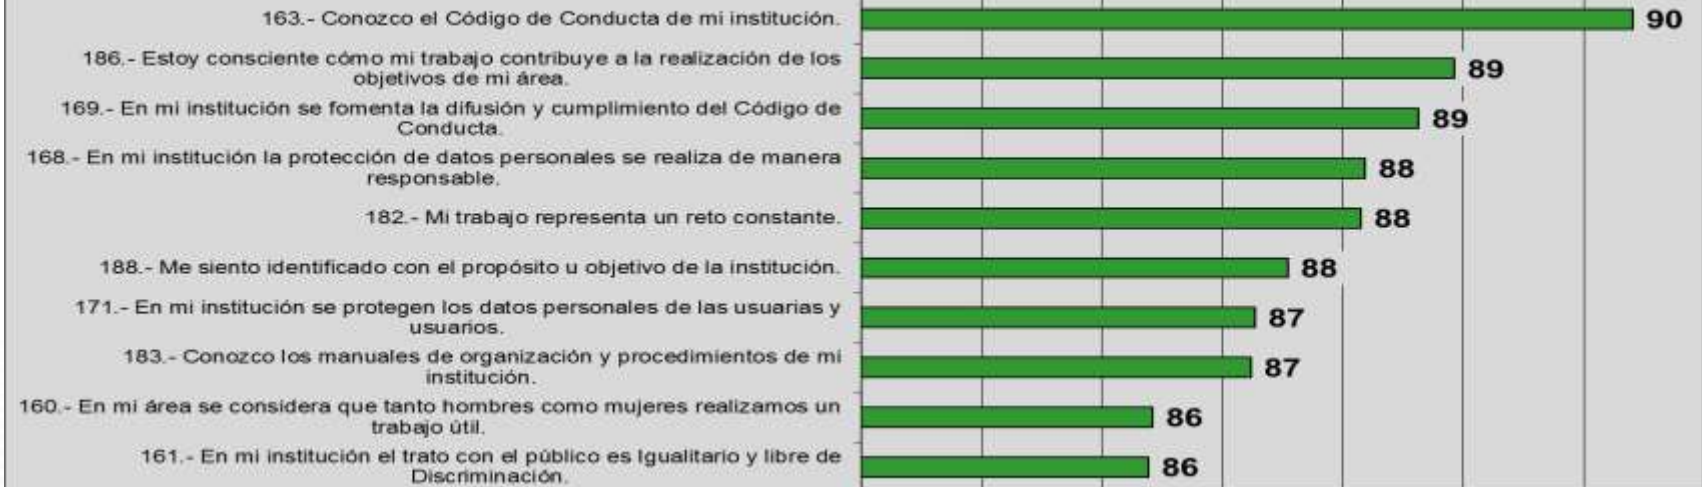 163.- Conozco el Código de Conducta de mi institución.
90
186.- Estoy consciente cómo mi trabajo contribuye a la realización de los
objetivos de mi área.
89
169.- En mi institución se fomenta la difusión y cumplimiento del Código de
Conducta.
89
168.- En mi institución la protección de datos personales se realiza de manera
responsable.
88
182.- Mi trabajo representa un reto constante.
88
188.- Me siento identificado con el propósito u objetivo de la institución.
88
171.- En mi institución se protegen los datos personales de las usuarias y
usuarios.
87
183.- Conozco los manuales de organización y procedimientos de mi
institución.
87
160.- En mi área se considera que tanto hombres como mujeres realizamos un
trabajo útil.
86
161.- En mi institución el trato con el público es Igualitario y libre de
Discriminación.
86